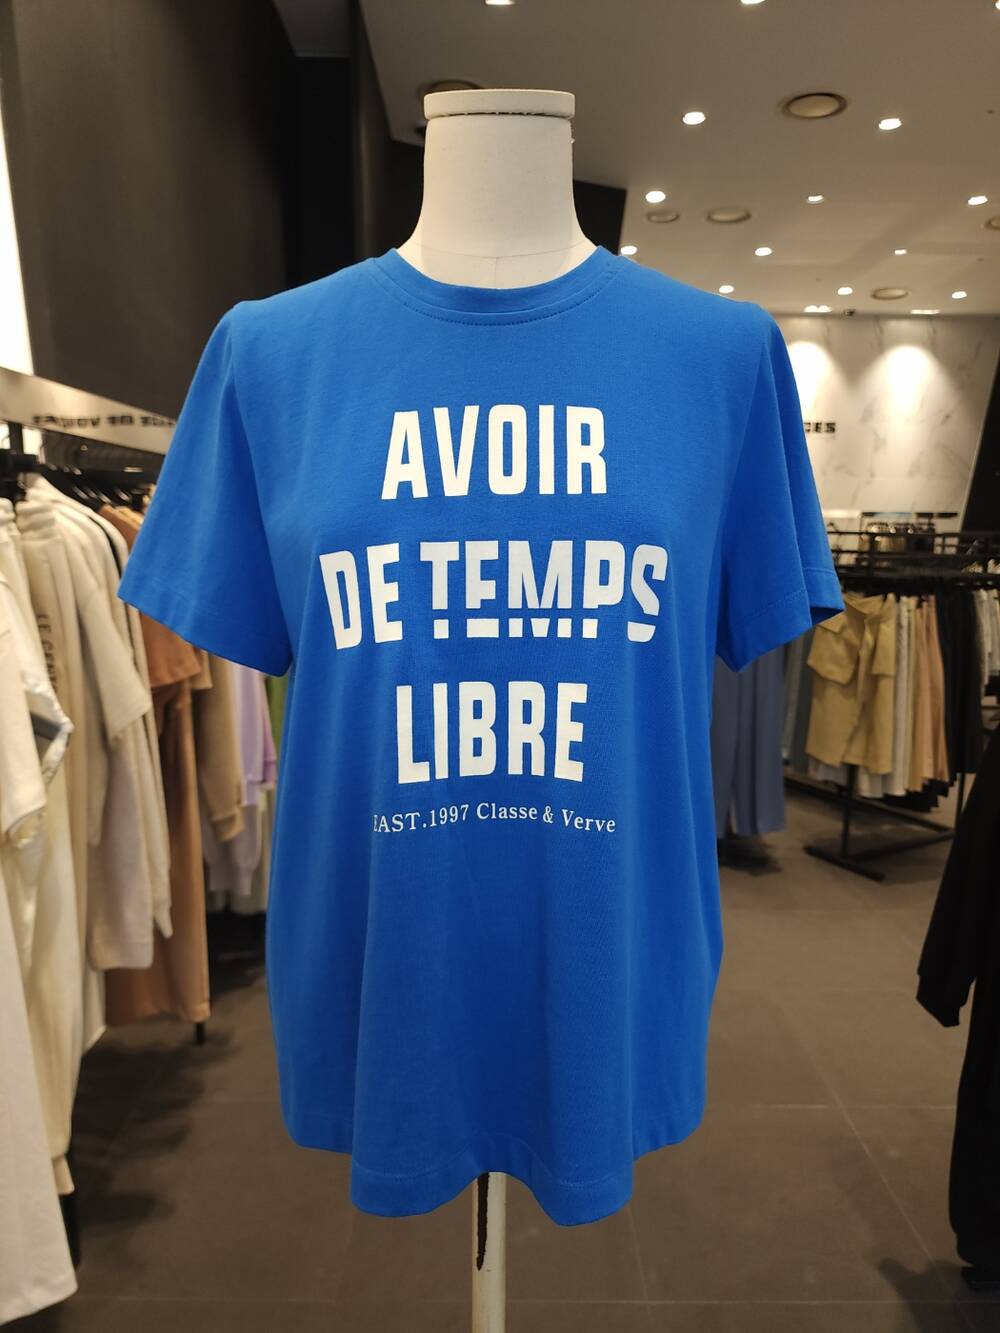 AVOIR
DE TEMPS
LIBRE
EAST.1997 Classe & Verve